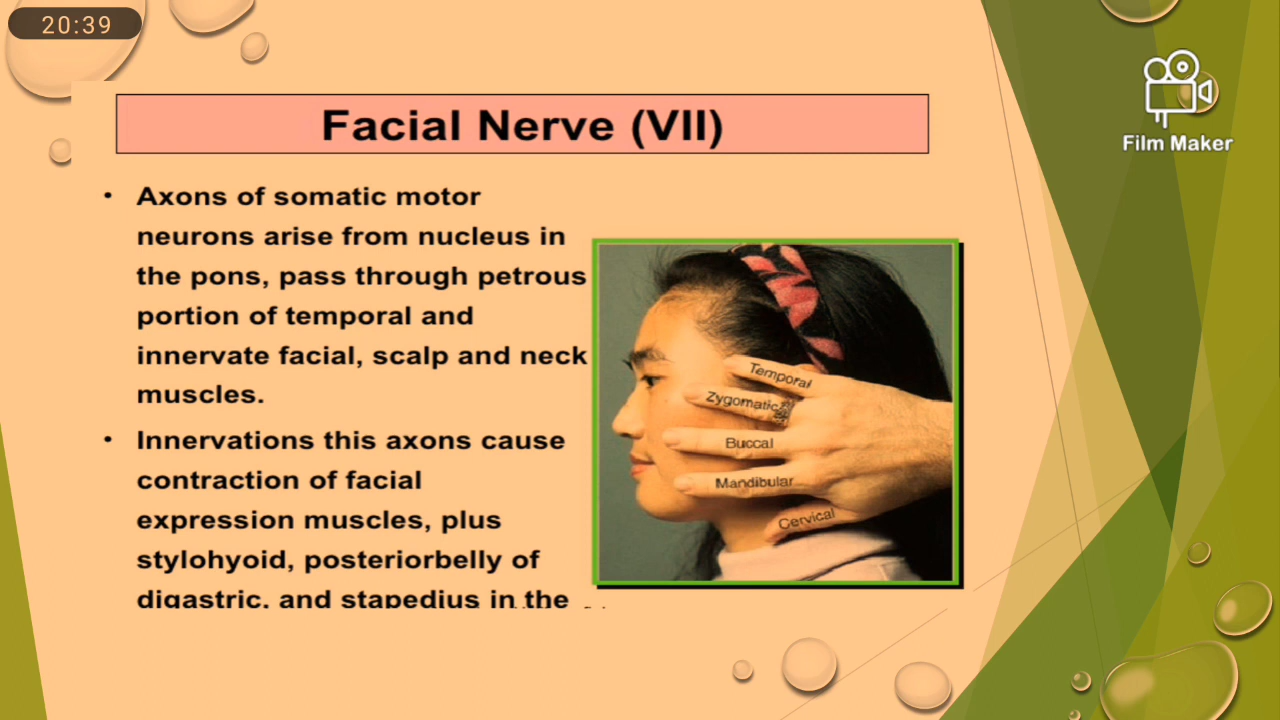 20:39
Facial Nerve (VII)
Film Maker
• Axons of somatic motor
neurons arise from nucleus in
the pons, pass through petrous
portion of temporal and
innervate facial, scalp and neck
muscles.
• Innervations this axons cause
contraction of facial
expression muscles, plus
stylohyoid, posteriorbelly of
digastric, and stapedius in the
Temporal
Zygomatic
Buccal
Mandibular
Cervical